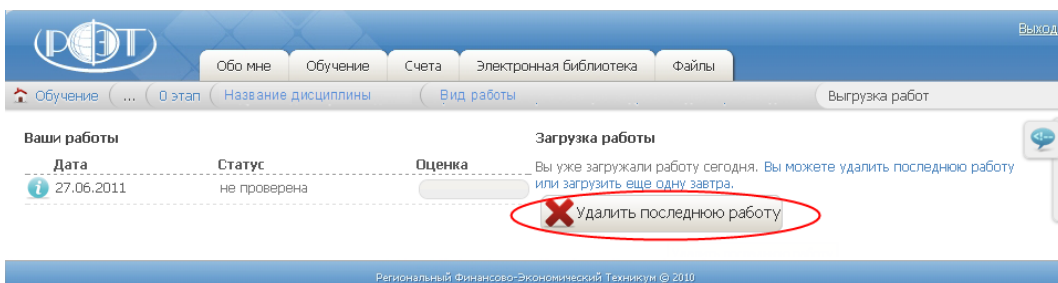 РФЭТ
Выход
Обо мне Обучение Счета Электронная библиотека Файлы
Обучение ( ... ( 0 этап ( Название дисциплины ( Вид работы ( Выгрузка работ
Ваши работы
Дата Статус Оценка
27.06.2011 не проверена
Загрузка работы
Вы уже загружали работу сегодня. Вы можете удалить последнюю работу
или загрузить еще одну завтра.
Удалить последнюю работу
Региональный Финансово-Экономический Техникум © 2010